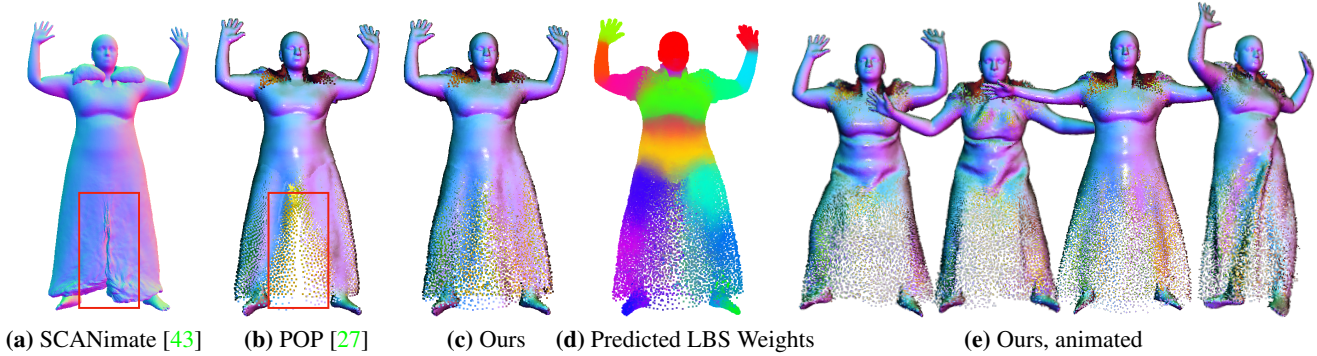 (a) SCANimate [43] (b) POP [27] (c) Ours (d) Predicted LBS Weights (e) Ours, animated